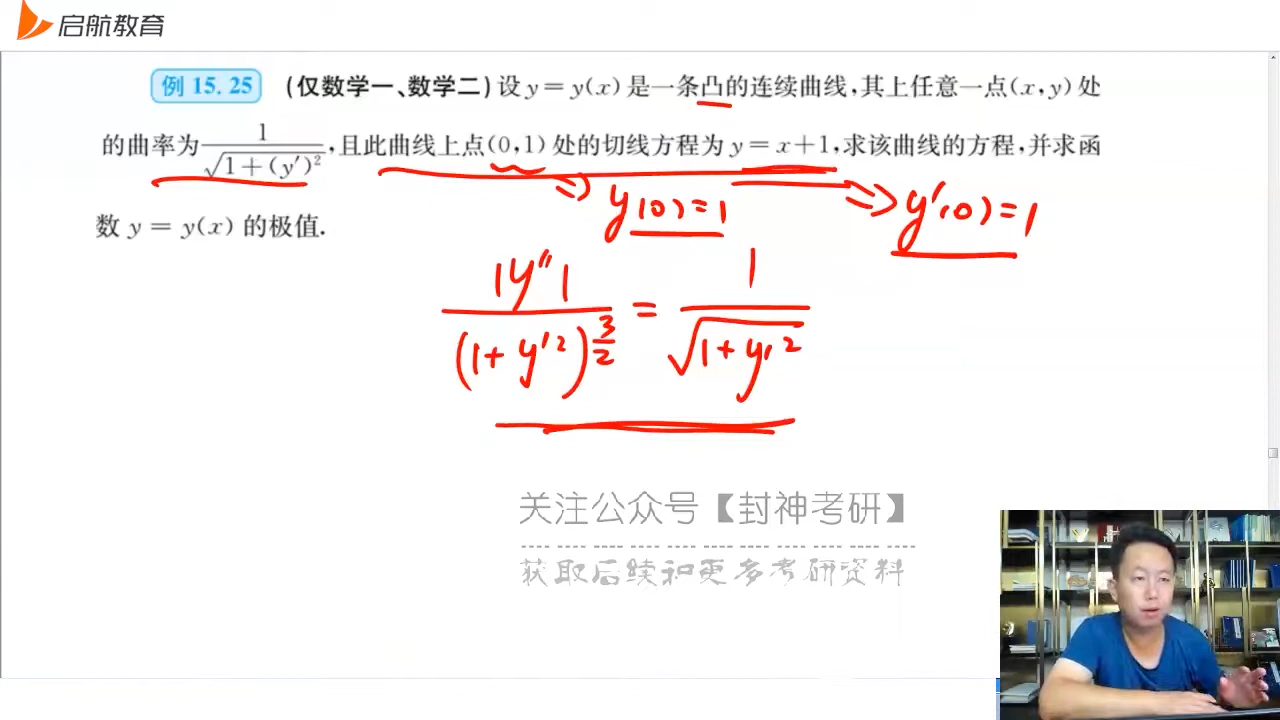 启航教育
例 15.25 (仅数学一、数学二)设 y=y(x) 是一条凸的连续曲线,其上任意一点(x,y) 处
的曲率为 1/√(1+(y′)²) ,且此曲线上点(0,1) 处的切线方程为 y=x+1,求该曲线的方程,并求函
⇒ y(0)=1 ⇒ y′(0)=1
数 y=y(x) 的极值.
|y″|/(1+y′²)^(3/2) = 1/√(1+y′²)
关注公众号【封神考研】
获取后续和更多考研资料